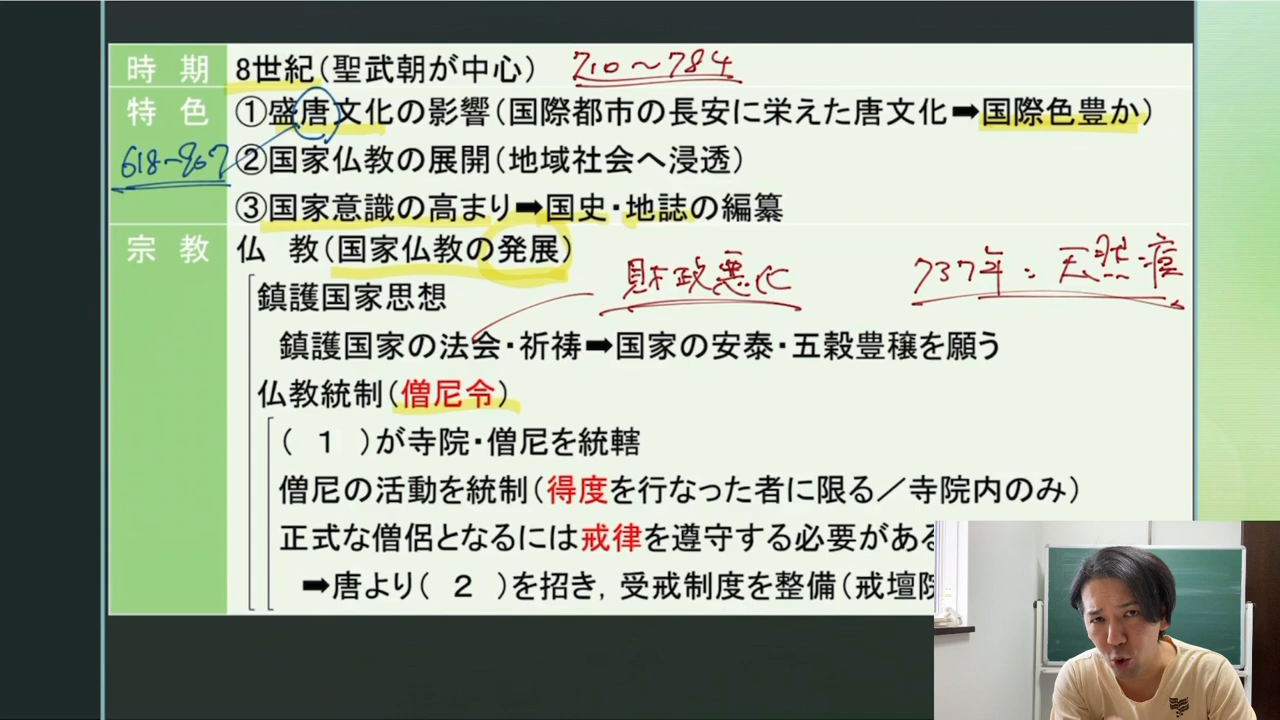 時 期
8世紀(聖武朝が中心)
710～784
特 色
①盛唐文化の影響(国際都市の長安に栄えた唐文化➡国際色豊か)
618~907
②国家仏教の展開(地域社会へ浸透)
③国家意識の高まり➡国史・地誌の編纂
宗 教
仏 教(国家仏教の発展)
財政悪化
737年:天然痘
鎮護国家思想
鎮護国家の法会・祈祷➡国家の安泰・五穀豊穣を願う
仏教統制(僧尼令)
( 1 )が寺院・僧尼を統轄
僧尼の活動を統制(得度を行なった者に限る／寺院内のみ)
正式な僧侶となるには戒律を遵守する必要がある
➡唐より( 2 )を招き，受戒制度を整備(戒壇院